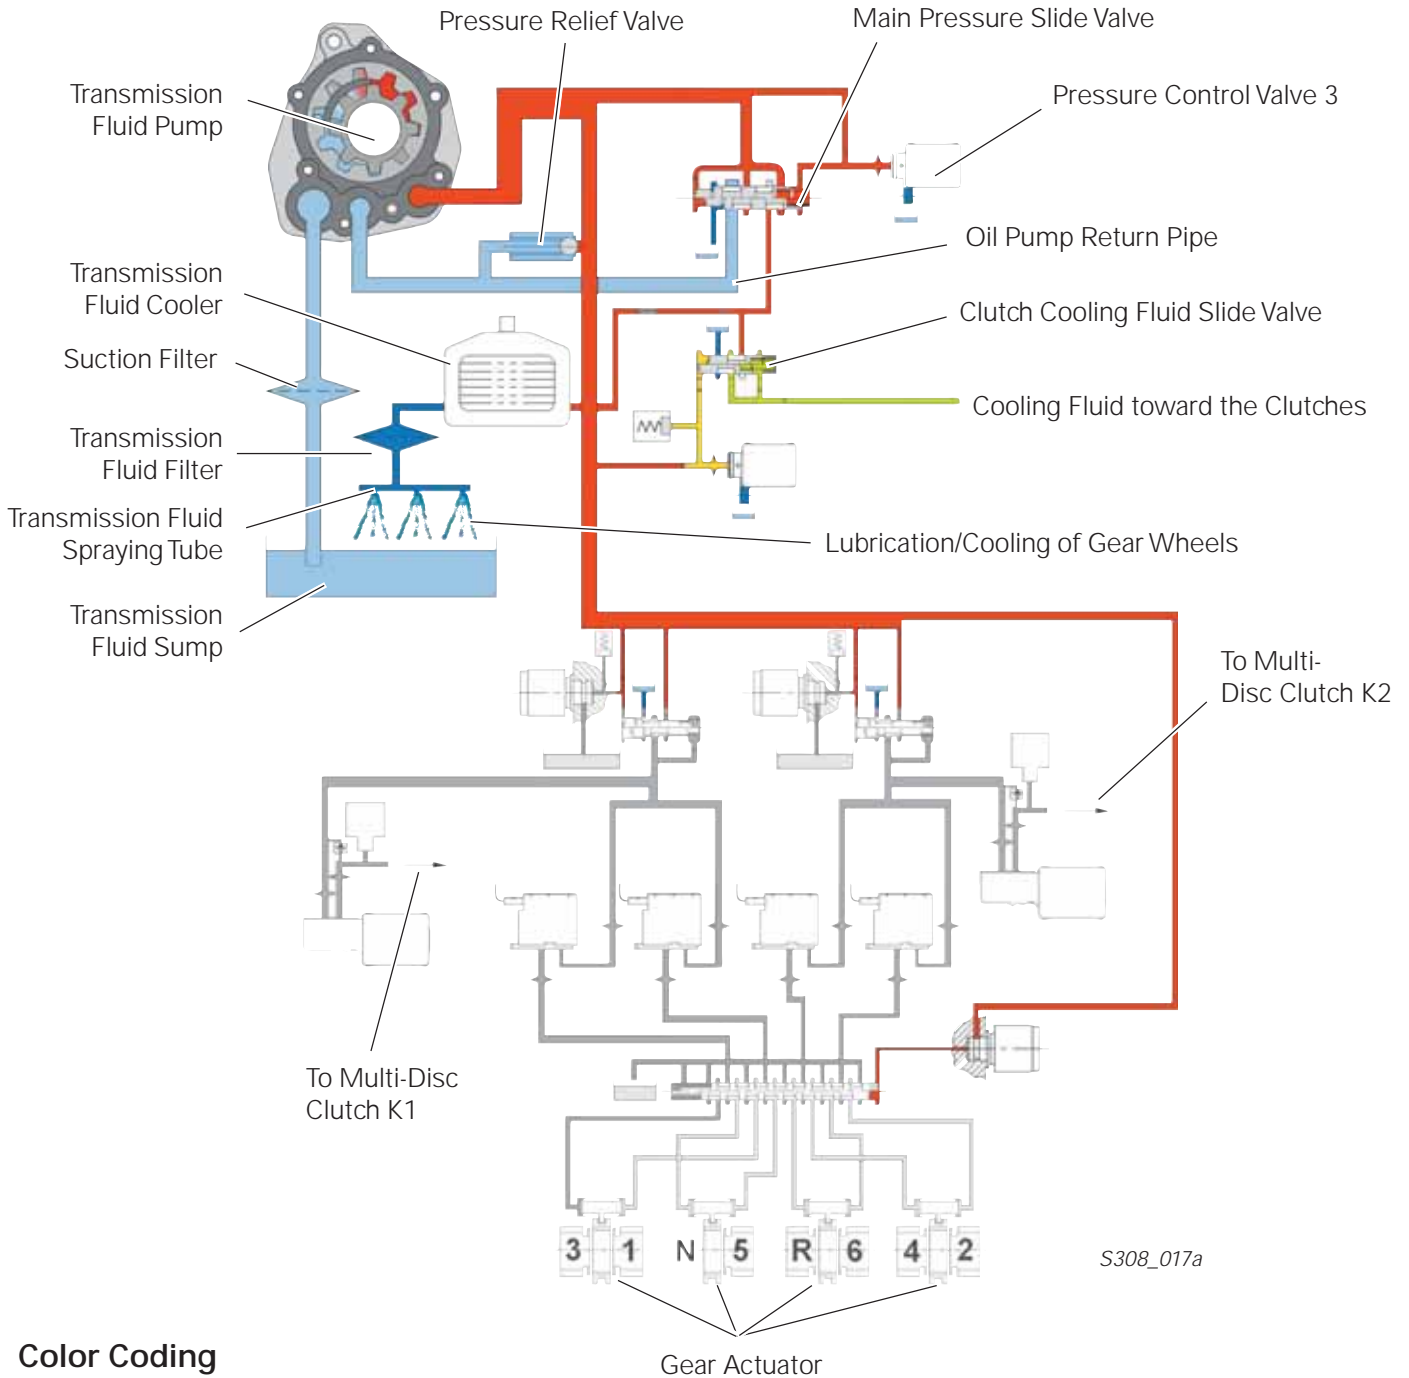 Pressure Relief Valve
Main Pressure Slide Valve
Transmission
Fluid Pump
Pressure Control Valve 3
Oil Pump Return Pipe
Transmission
Fluid Cooler
Clutch Cooling Fluid Slide Valve
Suction Filter
Cooling Fluid toward the Clutches
Transmission
Fluid Filter
Transmission Fluid
Spraying Tube
Lubrication/Cooling of Gear Wheels
Transmission
Fluid Sump
To Multi-
Disc Clutch K2
To Multi-Disc
Clutch K1
3 1 N 5 R 6 4 2
S308_017a
Color Coding
Gear Actuator